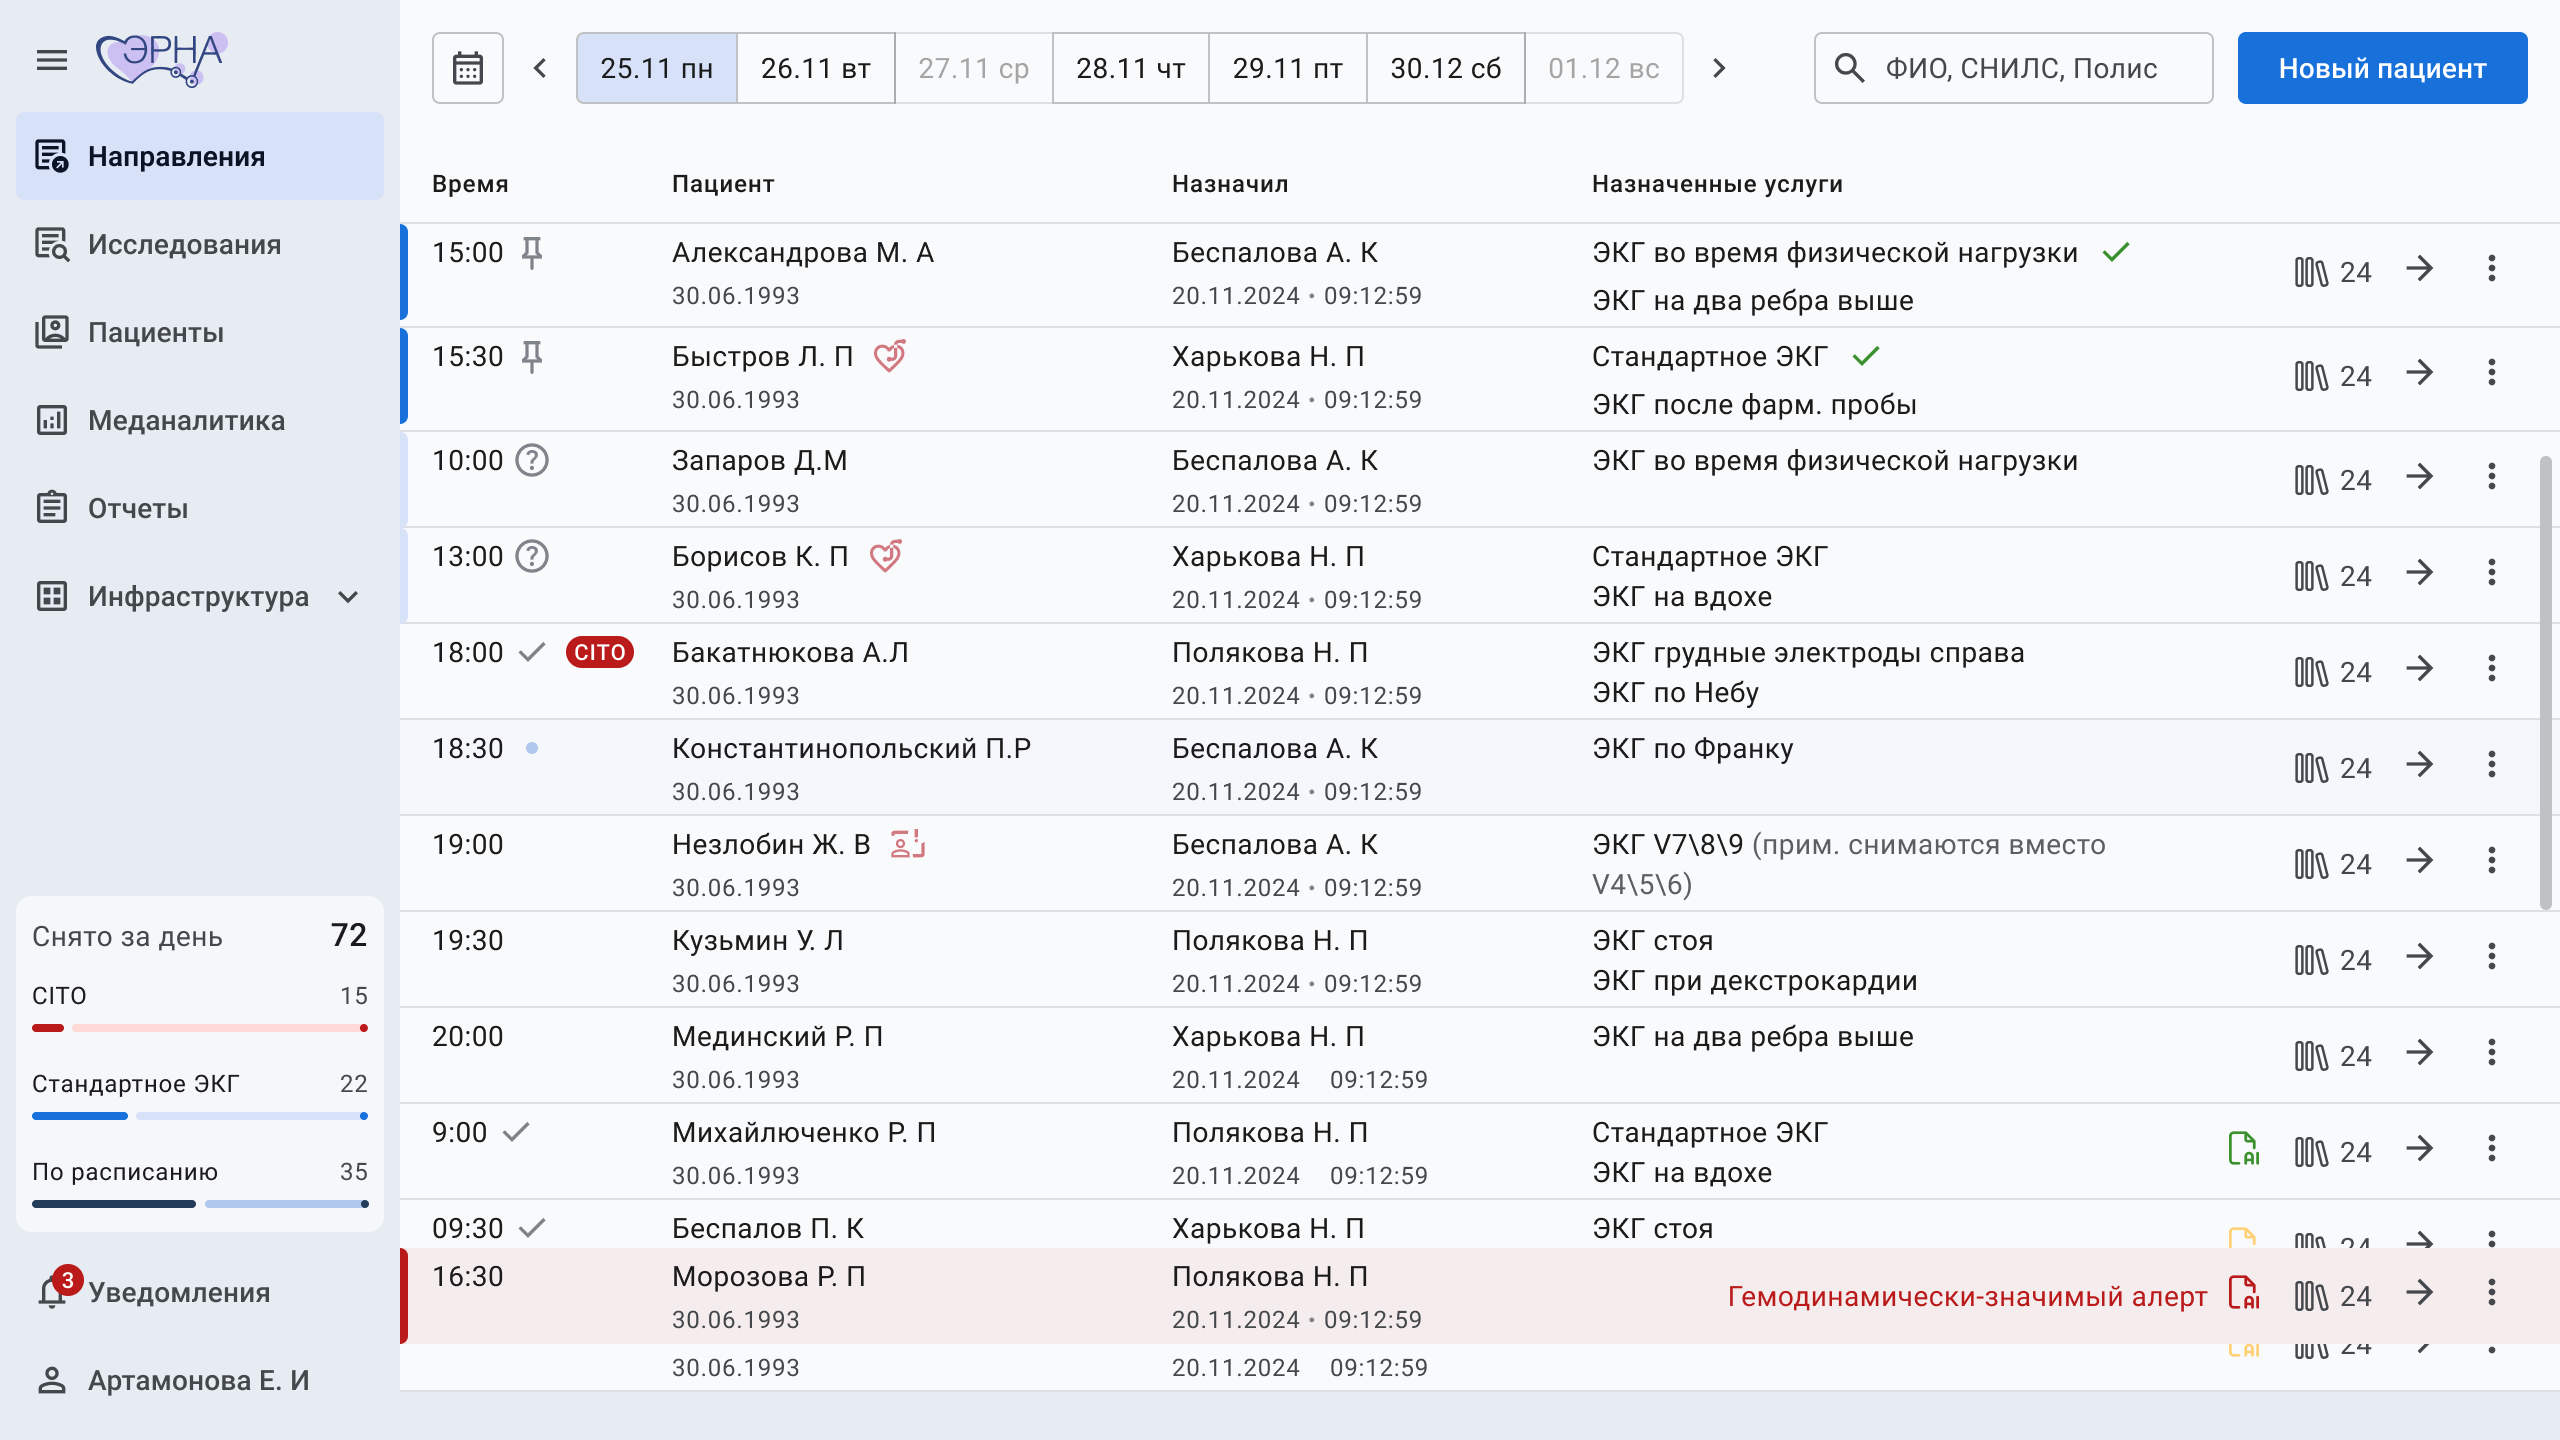 ЭРНА
Направления
Исследования
Пациенты
Меданалитика
Отчеты
Инфраструктура
Снято за день 72
CITO 15
Стандартное ЭКГ 22
По расписанию 35
3 Уведомления
Артамонова Е. И
25.11 пн 26.11 вт 27.11 ср 28.11 чт 29.11 пт 30.12 сб 01.12 вс ФИО, СНИЛС, Полис Новый пациент
Время Пациент Назначил Назначенные услуги
15:00 Александрова М. А Беспалова А. К ЭКГ во время физической нагрузки 24
30.06.1993 20.11.2024 • 09:12:59 ЭКГ на два ребра выше
15:30 Быстров Л. П Харькова Н. П Стандартное ЭКГ 24
30.06.1993 20.11.2024 • 09:12:59 ЭКГ после фарм. пробы
10:00 ? Запаров Д.М Беспалова А. К ЭКГ во время физической нагрузки 24
30.06.1993 20.11.2024 • 09:12:59
13:00 ? Борисов К. П Харькова Н. П Стандартное ЭКГ 24
30.06.1993 20.11.2024 • 09:12:59 ЭКГ на вдохе
18:00 CITO Бакатнюкова А.Л Полякова Н. П ЭКГ грудные электроды справа 24
30.06.1993 20.11.2024 • 09:12:59 ЭКГ по Небу
18:30 Константинопольский П.Р Беспалова А. К ЭКГ по Франку 24
30.06.1993 20.11.2024 • 09:12:59
19:00 Незлобин Ж. В Беспалова А. К ЭКГ V7\8\9 (прим. снимаются вместо 24
30.06.1993 20.11.2024 • 09:12:59 V4\5\6)
19:30 Кузьмин У. Л Полякова Н. П ЭКГ стоя 24
30.06.1993 20.11.2024 • 09:12:59 ЭКГ при декстрокардии
20:00 Мединский Р. П Харькова Н. П ЭКГ на два ребра выше 24
30.06.1993 20.11.2024 09:12:59
9:00 Михайлюченко Р. П Полякова Н. П Стандартное ЭКГ AI 24
30.06.1993 20.11.2024 09:12:59 ЭКГ на вдохе
09:30 Беспалов П. К Харькова Н. П ЭКГ стоя 24
16:30 Морозова Р. П Полякова Н. П Гемодинамически-значимый алерт AI 24
30.06.1993 20.11.2024 • 09:12:59
30.06.1993 20.11.2024 09:12:59 AI 24